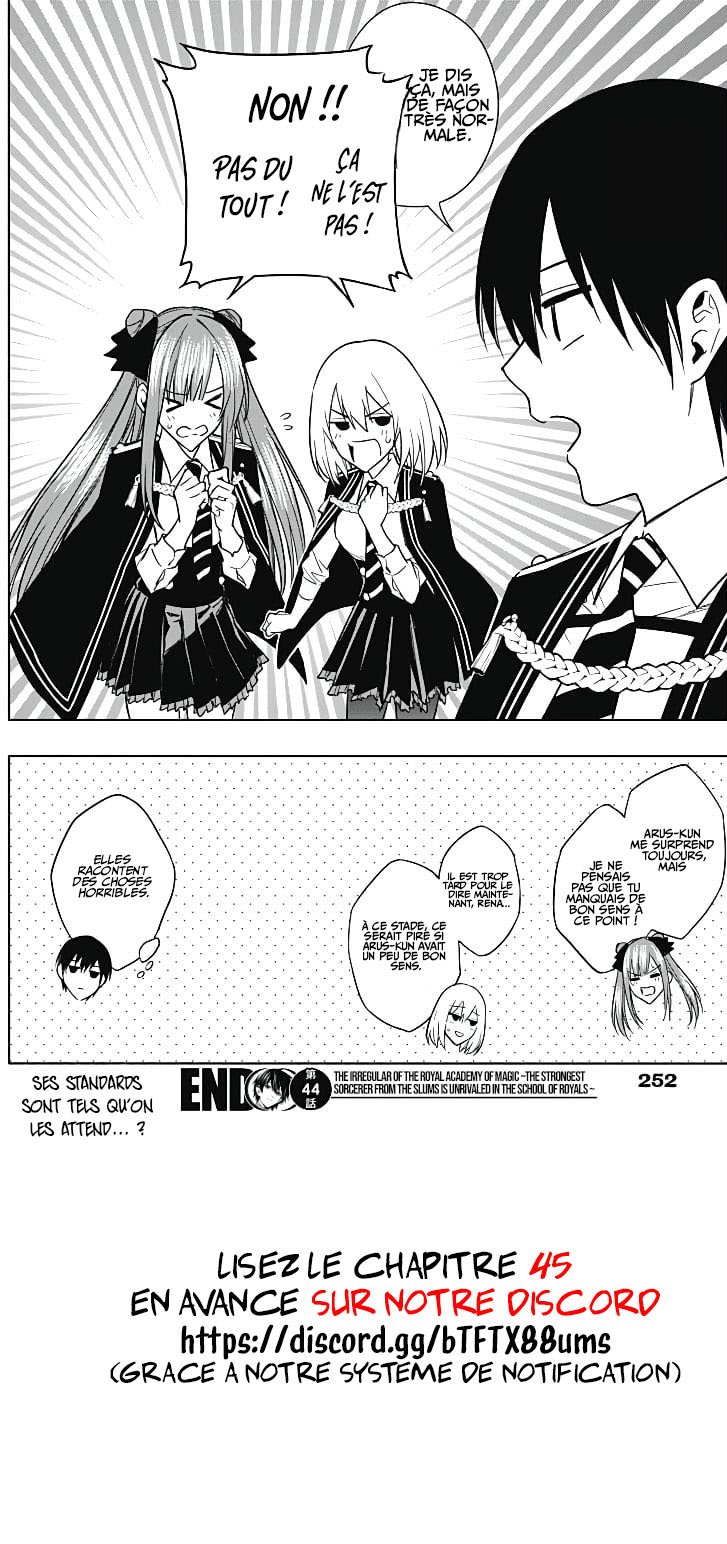 JE DIS
ÇA, MAIS
DE FAÇON
TRÈS NOR-
MALE.
NON !!
ÇA
NE L'EST
PAS !
PAS DU
TOUT !
ARUS-KUN
ME SURPREND
TOUJOURS,
MAIS
JE NE
PENSAIS
PAS QUE TU
MANQUAIS DE
BON SENS À
CE POINT !
IL EST TROP
TARD POUR LE
DIRE MAINTE-
NANT, RENA...
À CE STADE, CE
SERAIT PIRE SI
ARUS-KUN AVAIT
UN PEU DE BON
SENS.
ELLES
RACONTENT
DES CHOSES
HORRIBLES.
SES STANDARDS
SONT TELS QU'ON
LES ATTEND... ?
END
第
44
話
THE IRREGULAR OF THE ROYAL ACADEMY OF MAGIC ~THE STRONGEST
SORCERER FROM THE SLUMS IS UNRIVALED IN THE SCHOOL OF ROYALS ~
252
LISEZ LE CHAPITRE 45
EN AVANCE SUR NOTRE DISCORD
https://discord.gg/bTFTX88ums
(GRACE A NOTRE SYSTEME DE NOTIFICATION)